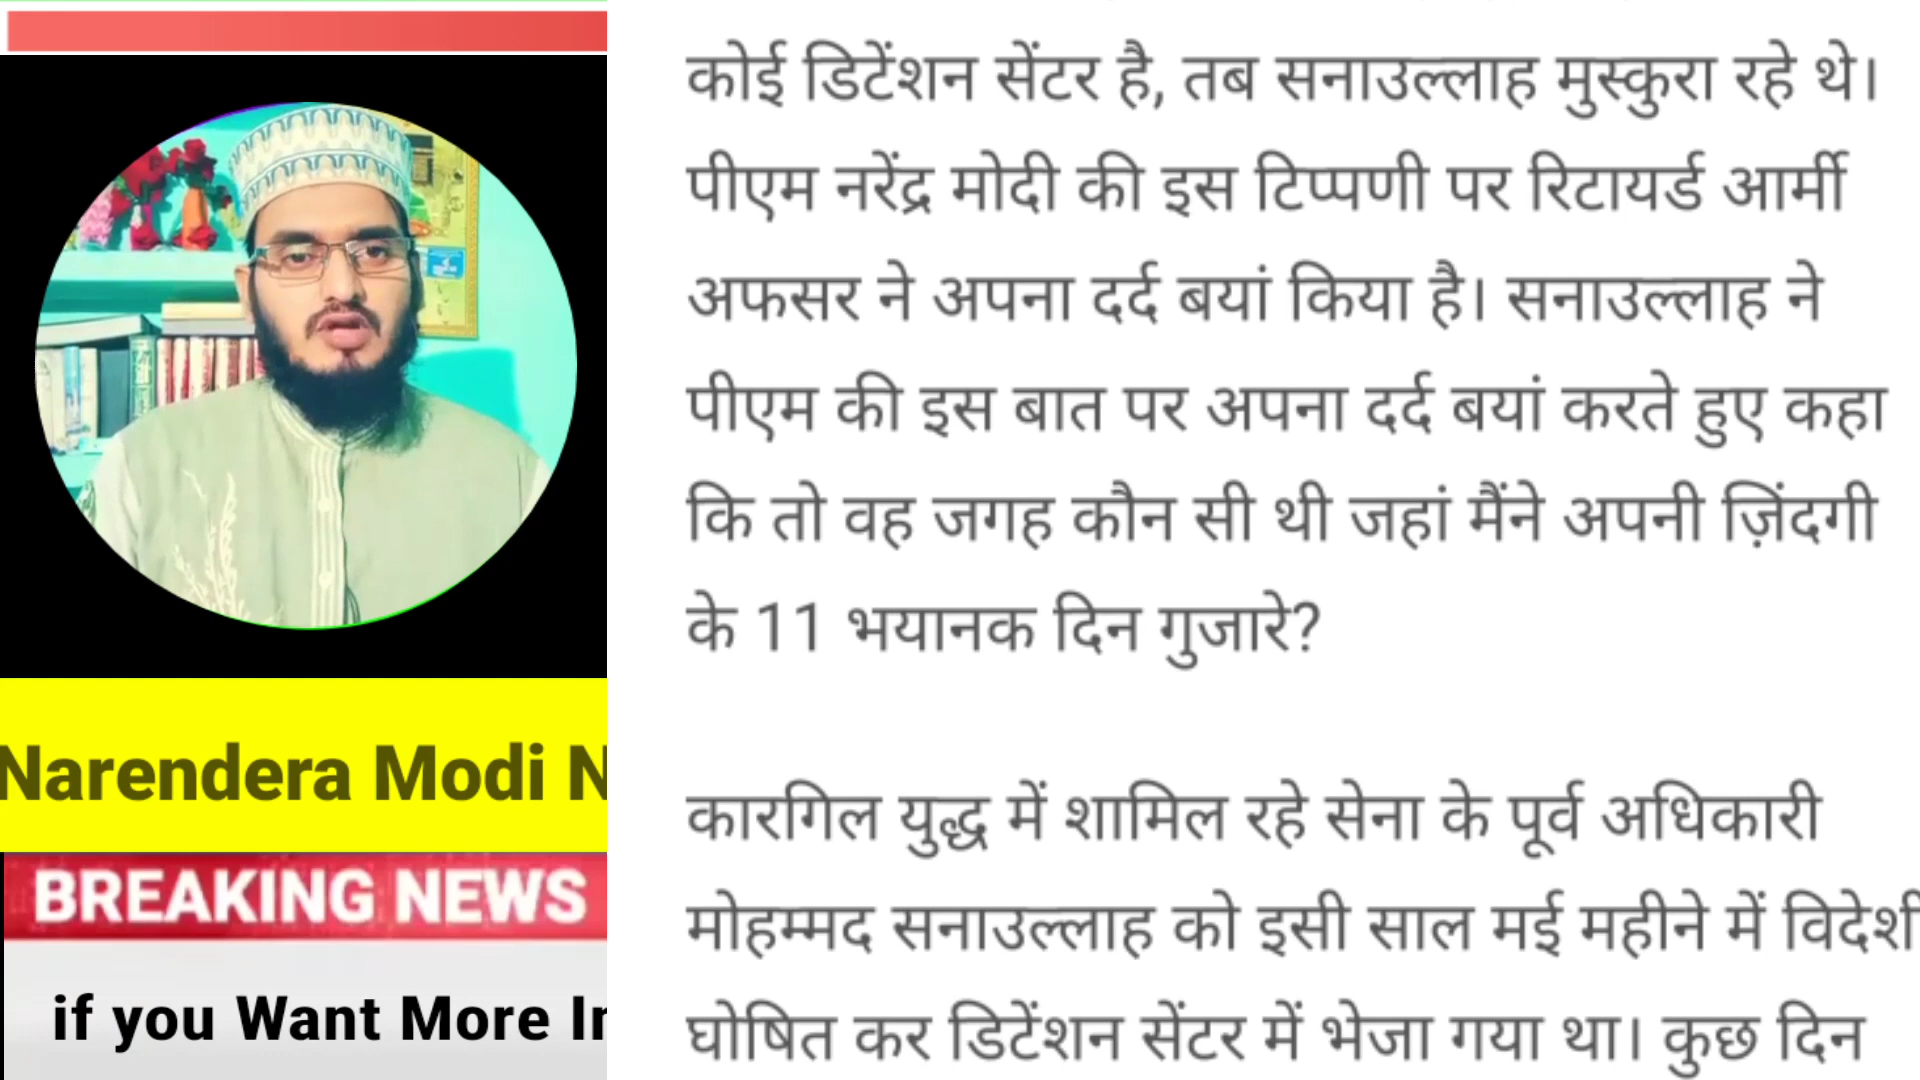 Narendera Modi N
BREAKING NEWS
if you Want More
कोई डिटेंशन सेंटर है, तब सनाउल्लाह मुस्कुरा रहे थे।
पीएम नरेंद्र मोदी की इस टिप्पणी पर रिटायर्ड आर्मी
अफसर ने अपना दर्द बयां किया है। सनाउल्लाह ने
पीएम की इस बात पर अपना दर्द बयां करते हुए कहा
कि तो वह जगह कौन सी थी जहां मैंने अपनी ज़िंदगी
के 11 भयानक दिन गुजारे?
कारगिल युद्ध में शामिल रहे सेना के पूर्व अधिकारी
मोहम्मद सनाउल्लाह को इसी साल मई महीने में विदेशी
घोषित कर डिटेंशन सेंटर में भेजा गया था। कुछ दिन